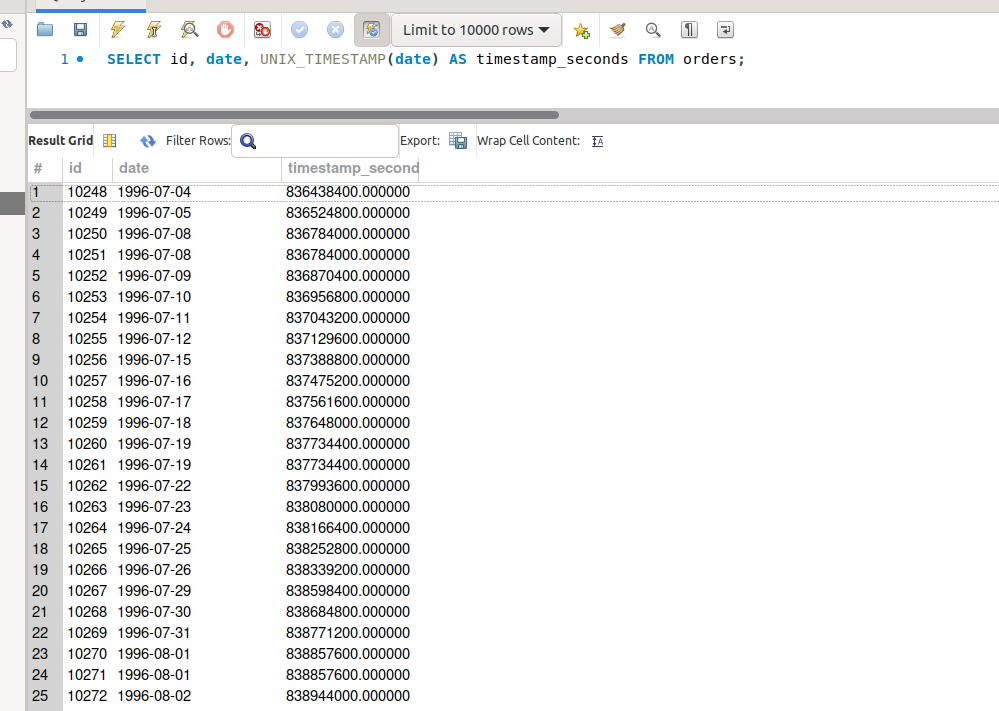 Limit to 10000 rows
1 SELECT id, date, UNIX_TIMESTAMP(date) AS timestamp_seconds FROM orders;
Result Grid Filter Rows: Export: Wrap Cell Content:
# id date timestamp_second
1 10248 1996-07-04 836438400.000000
2 10249 1996-07-05 836524800.000000
3 10250 1996-07-08 836784000.000000
4 10251 1996-07-08 836784000.000000
5 10252 1996-07-09 836870400.000000
6 10253 1996-07-10 836956800.000000
7 10254 1996-07-11 837043200.000000
8 10255 1996-07-12 837129600.000000
9 10256 1996-07-15 837388800.000000
10 10257 1996-07-16 837475200.000000
11 10258 1996-07-17 837561600.000000
12 10259 1996-07-18 837648000.000000
13 10260 1996-07-19 837734400.000000
14 10261 1996-07-19 837734400.000000
15 10262 1996-07-22 837993600.000000
16 10263 1996-07-23 838080000.000000
17 10264 1996-07-24 838166400.000000
18 10265 1996-07-25 838252800.000000
19 10266 1996-07-26 838339200.000000
20 10267 1996-07-29 838598400.000000
21 10268 1996-07-30 838684800.000000
22 10269 1996-07-31 838771200.000000
23 10270 1996-08-01 838857600.000000
24 10271 1996-08-01 838857600.000000
25 10272 1996-08-02 838944000.000000